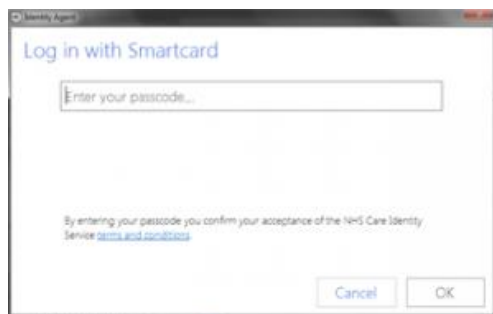 Identity Agent
Log in with Smartcard
Enter your passcode...
By entering your passcode you confirm your acceptance of the NHS Care Identity
Service terms and conditions.
Cancel
OK